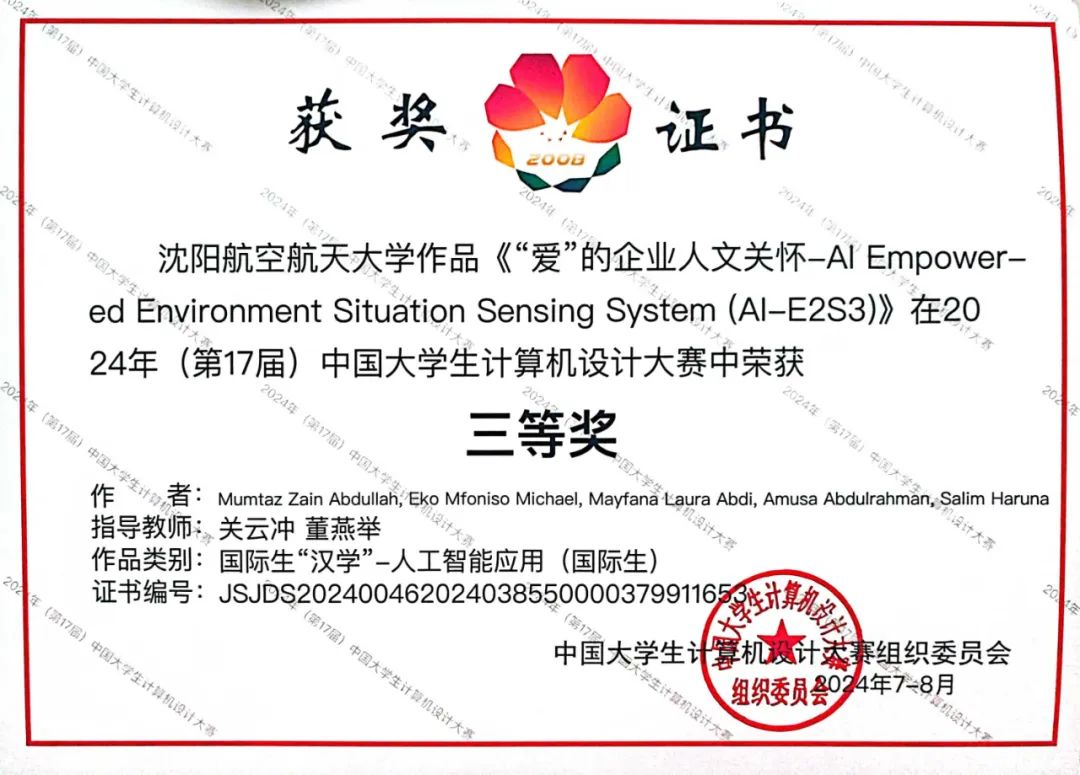 获奖 证书
2008
沈阳航空航天大学作品《“爱”的企业人文关怀-AI Empower-
ed Environment Situation Sensing System (AI-E2S3)》在20
24年（第17届）中国大学生计算机设计大赛中荣获
三等奖
作 者：Mumtaz Zain Abdullah, Eko Mfoniso Michael, Mayfana Laura Abdi, Amusa Abdulrahman, Salim Haruna
指导教师：关云冲 董燕举
作品类别：国际生“汉学”-人工智能应用（国际生）
证书编号：JSJDS202400462024038550000379911653
中国大学生计算机设计大赛组织委员会
2024年7-8月
中国大学生计算机设计大赛
组织委员会
2024年（第17届）中国大学生计算机设计大赛